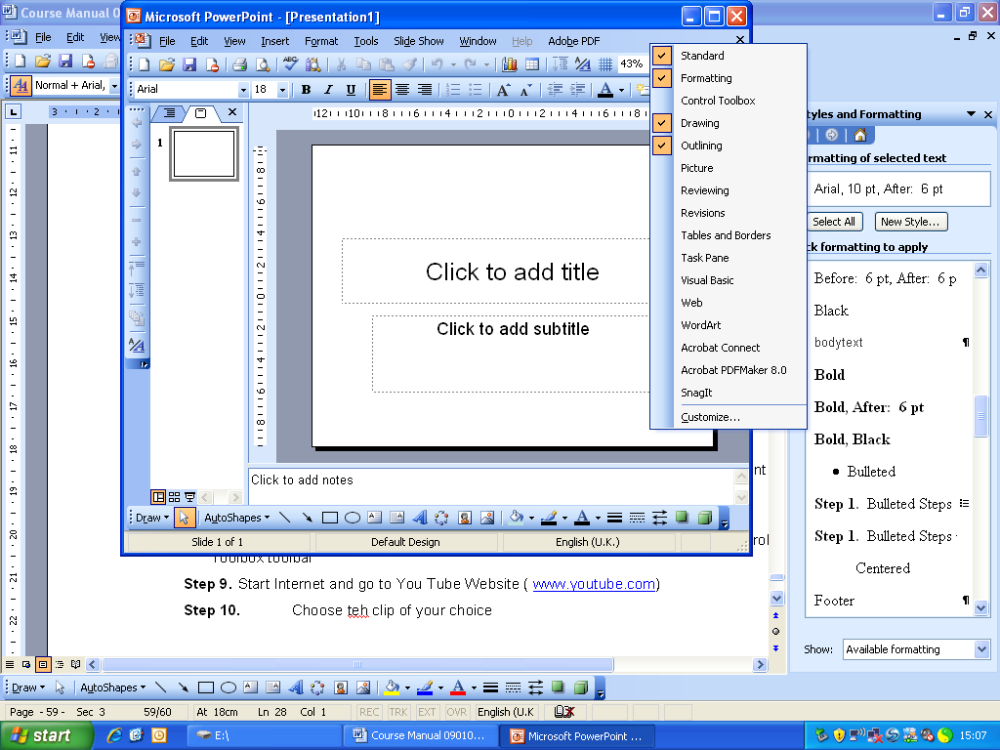 Course Manual 09
Microsoft PowerPoint - [Presentation1]
File Edit View
File Edit View Insert Format Tools Slide Show Window Help Adobe PDF
43%
Normal + Arial,
Arial 18 B I U
1
Click to add title
Click to add subtitle
Click to add notes
Draw AutoShapes
Slide 1 of 1 Default Design English (U.K.)
Standard
Formatting
Control Toolbox
Drawing
Outlining
Picture
Reviewing
Revisions
Tables and Borders
Task Pane
Visual Basic
Web
WordArt
Acrobat Connect
Acrobat PDFMaker 8.0
SnagIt
Customize...
tyles and Formatting
rmatting of selected text
Arial, 10 pt, After: 6 pt
Select All New Style...
ck formatting to apply
Before: 6 pt, After: 6 p
Black
bodytext ¶
Bold
Bold, After: 6 pt
Bold, Black
• Bulleted
Step 1. Bulleted Steps
Step 1. Bulleted Steps
Centered
Footer ¶
Show: Available formatting
nt
rol
Toolbox toolbar
Step 9. Start Internet and go to You Tube Website ( www.youtube.com)
Step 10. Choose teh clip of your choice
Draw AutoShapes
Page - 59 - Sec 3 59/60 At 18cm Ln 28 Col 1 REC TRK EXT OVR English (U.K
start E:\ Course Manual 09010... Microsoft PowerPoint ... 15:07